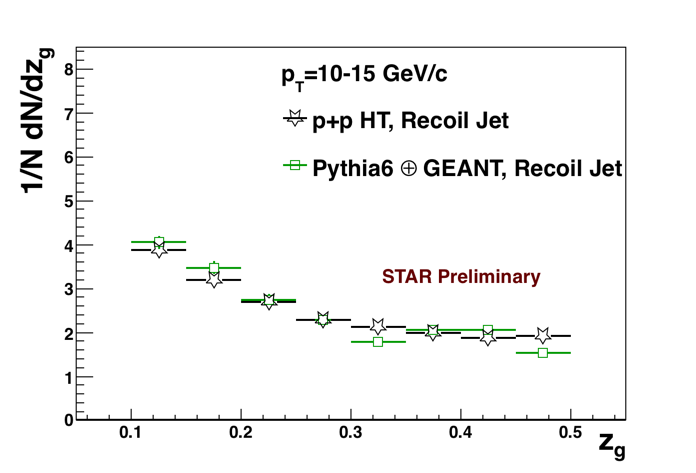 1/N dN/dz_g
8
7
6
5
4
3
2
1
0
p_T=10-15 GeV/c
p+p HT, Recoil Jet
Pythia6 ⊕ GEANT, Recoil Jet
STAR Preliminary
0.1 0.2 0.3 0.4 0.5
z_g